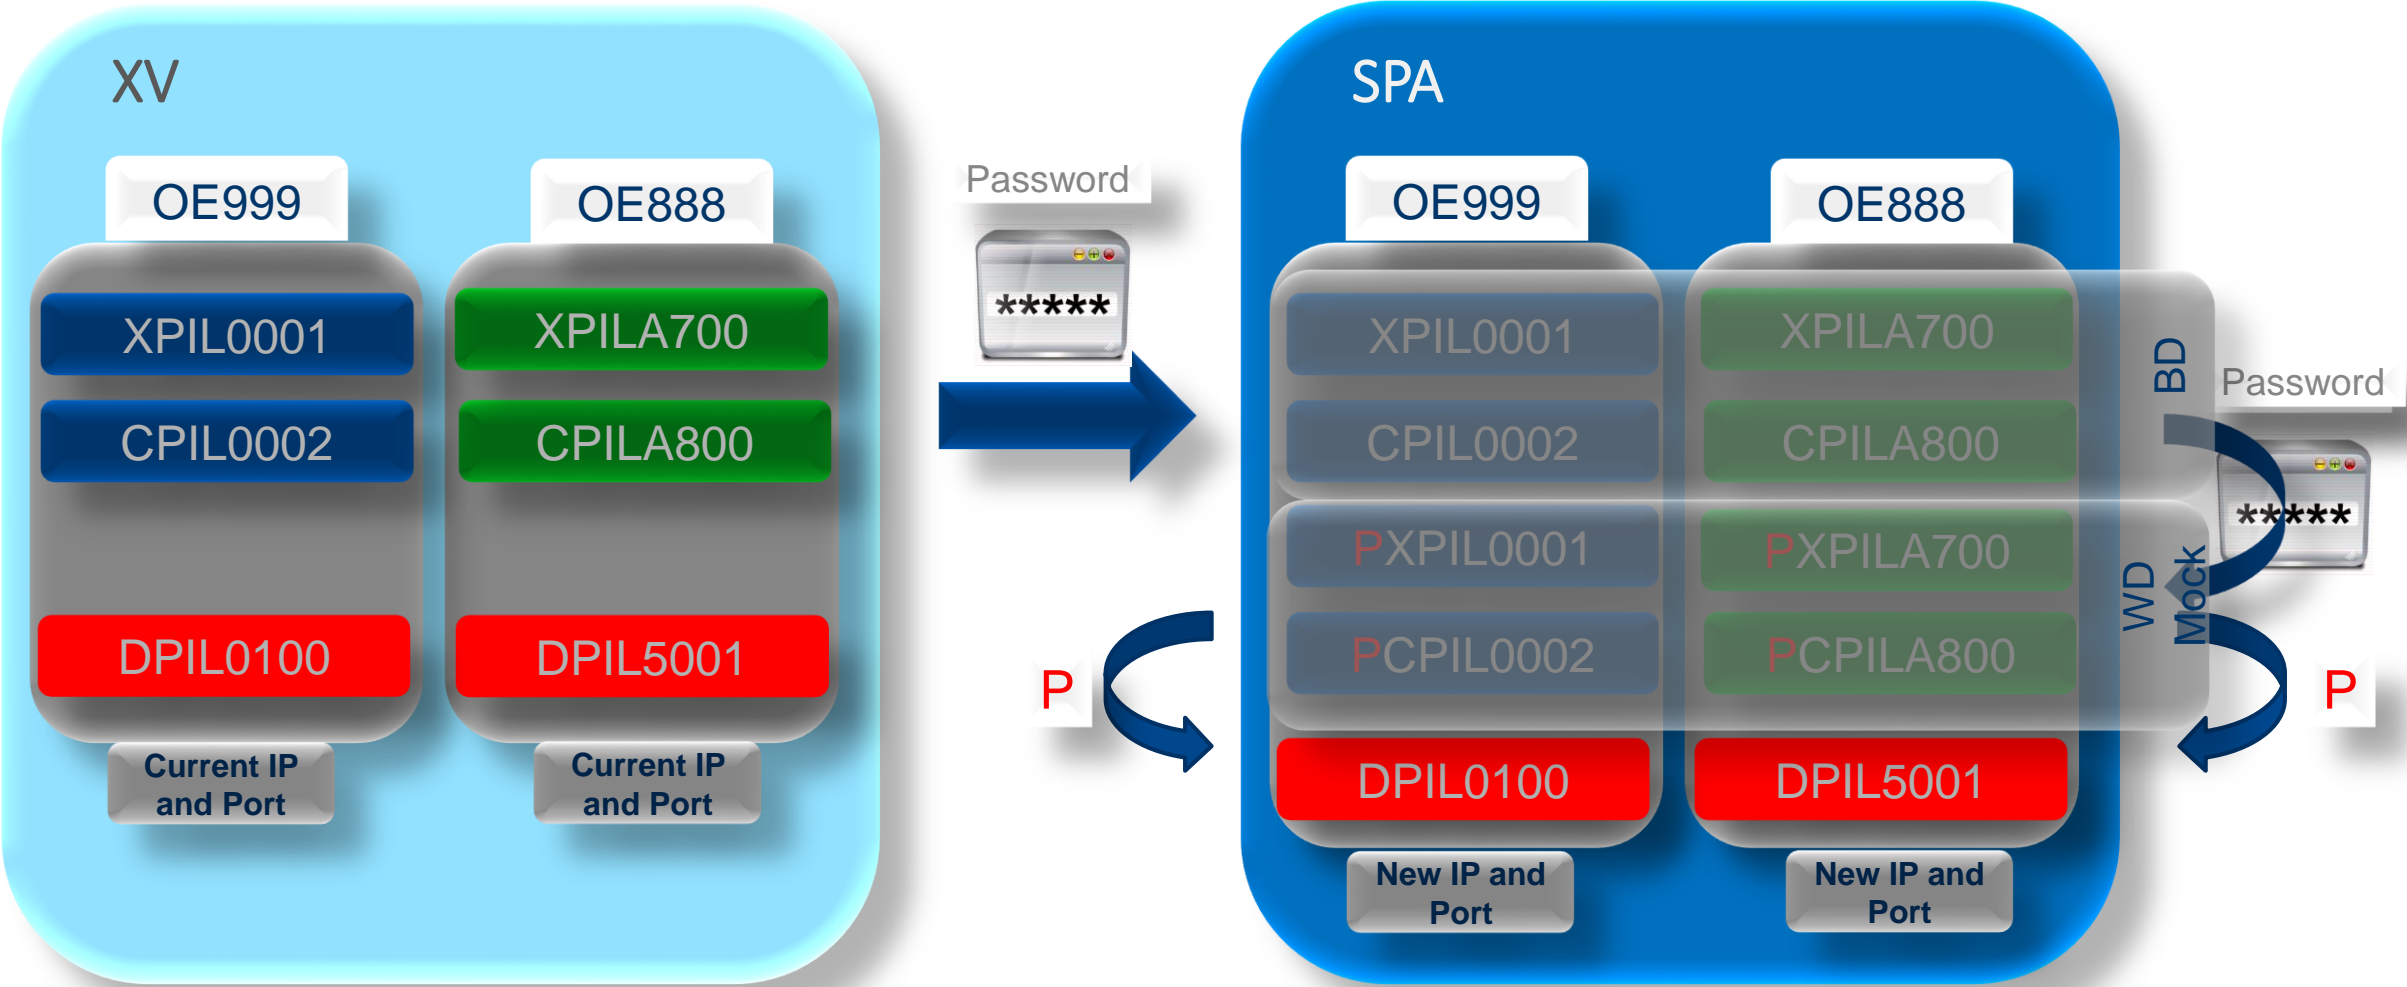 XV
OE999
OE888
XPIL0001
XPILA700
CPIL0002
CPILA800
DPIL0100
DPIL5001
Current IP
and Port
Current IP
and Port
Password
*****
P
SPA
OE999
OE888
XPIL0001
XPILA700
CPIL0002
CPILA800
BD
PXPIL0001
PXPILA700
PCPIL0002
PCPILA800
WD
Mock
DPIL0100
DPIL5001
New IP and
Port
New IP and
Port
Password
*****
P